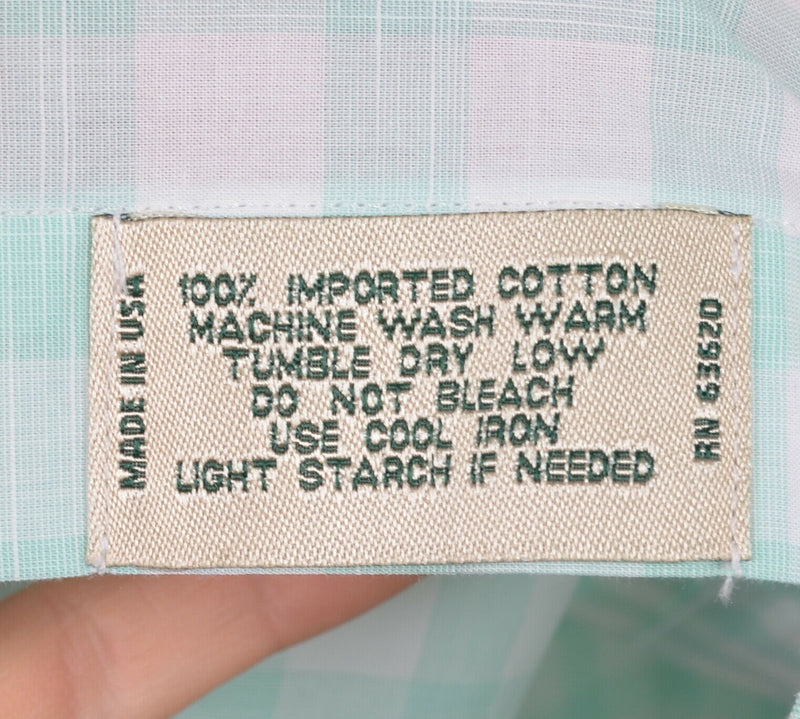 MADE IN USA
100% IMPORTED COTTON
MACHINE WASH WARM
TUMBLE DRY LOW
DO NOT BLEACH
USE COOL IRON
LIGHT STARCH IF NEEDED
RN 63620